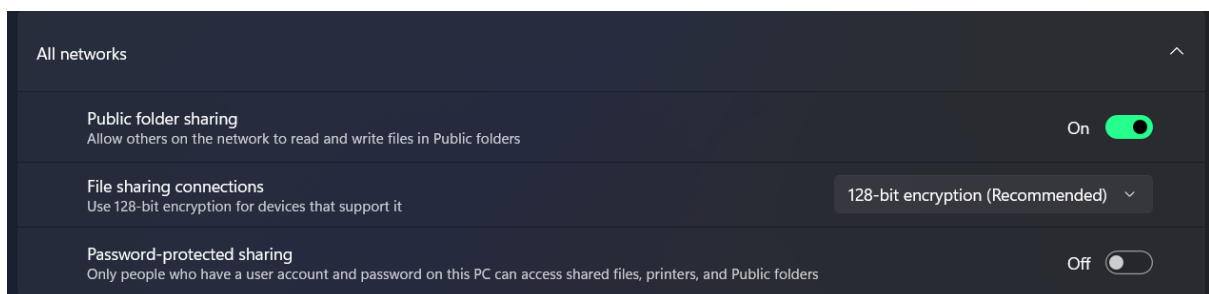 All networks
Public folder sharing
Allow others on the network to read and write files in Public folders
On
File sharing connections
Use 128-bit encryption for devices that support it
128-bit encryption (Recommended)
Password-protected sharing
Only people who have a user account and password on this PC can access shared files, printers, and Public folders
Off